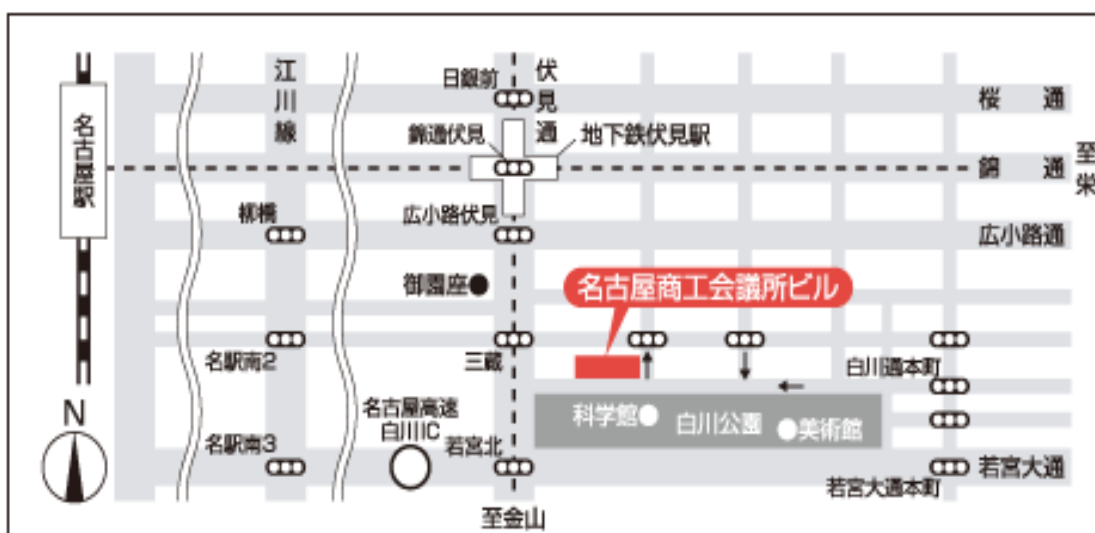 名古屋駅
江川線
日銀前
伏見通
桜通
錦通伏見
地下鉄伏見駅
錦通
至栄
柳橋
広小路伏見
広小路通
御園座
名古屋商工会議所ビル
名駅南2
三蔵
白川通本町
名古屋高速
白川IC
科学館
白川公園
美術館
N
名駅南3
若宮北
若宮大通
若宮大通本町
至金山